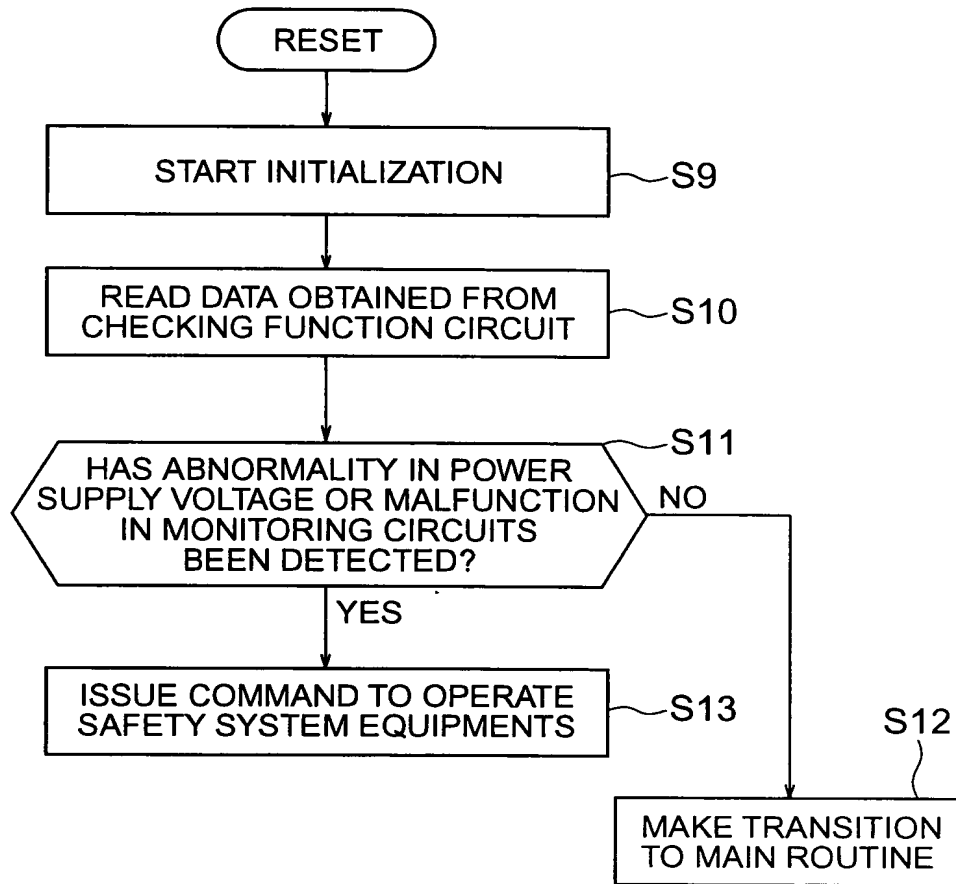 RESET
START INITIALIZATION
S9
READ DATA OBTAINED FROM
CHECKING FUNCTION CIRCUIT
S10
S11
HAS ABNORMALITY IN POWER
SUPPLY VOLTAGE OR MALFUNCTION
IN MONITORING CIRCUITS
BEEN DETECTED?
NO
YES
ISSUE COMMAND TO OPERATE
SAFETY SYSTEM EQUIPMENTS
S13
S12
MAKE TRANSITION
TO MAIN ROUTINE